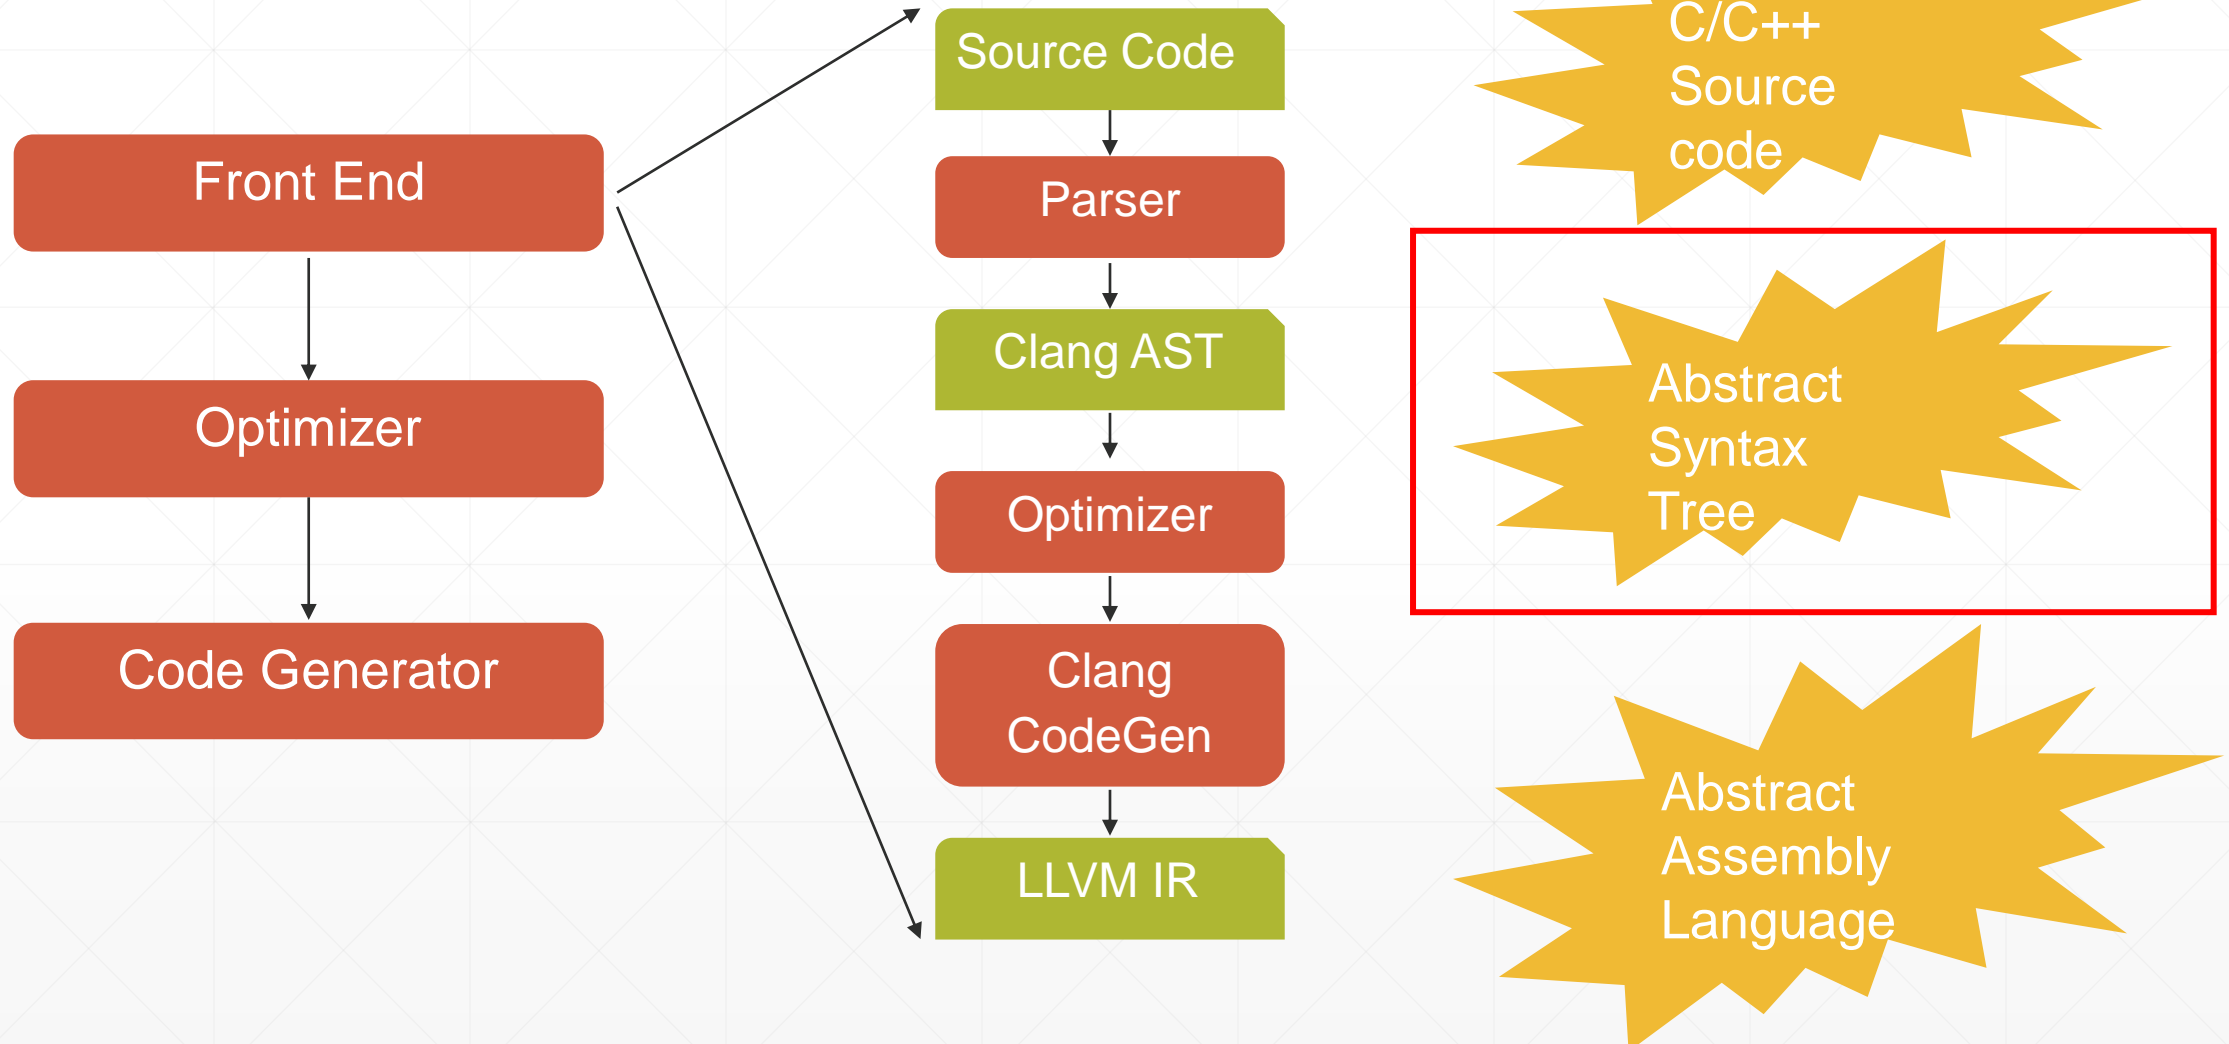 Front End
Optimizer
Code Generator
Source Code
Parser
Clang AST
Optimizer
Clang
CodeGen
LLVM IR
C/C++
Source
code
Abstract
Syntax
Tree
Abstract
Assembly
Language